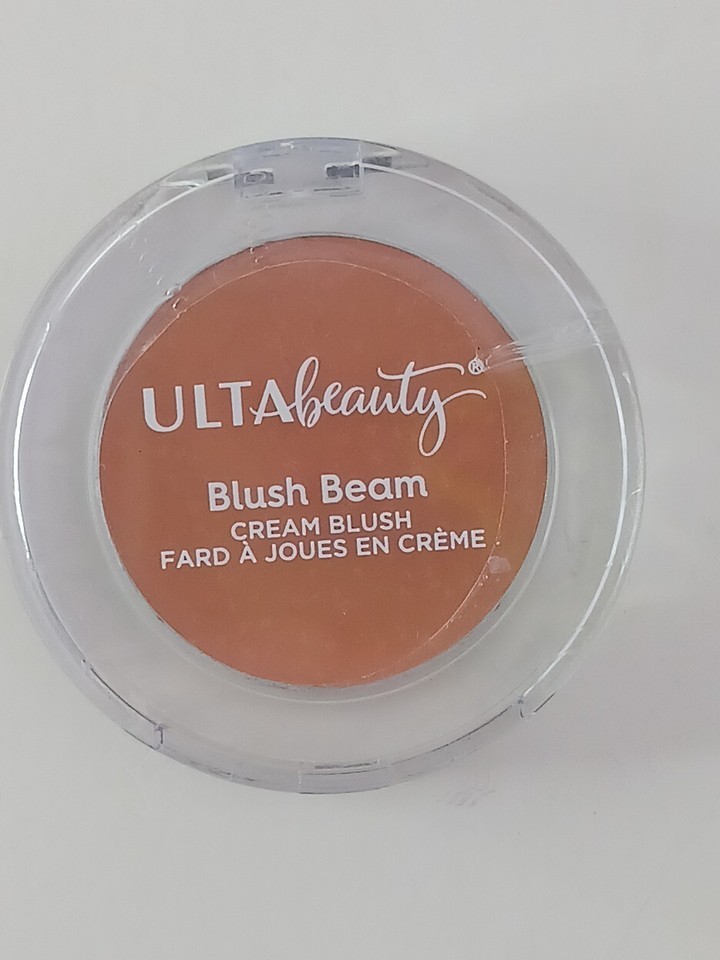 ULTAbeauty®
Blush Beam
CREAM BLUSH
FARD À JOUES EN CRÈME